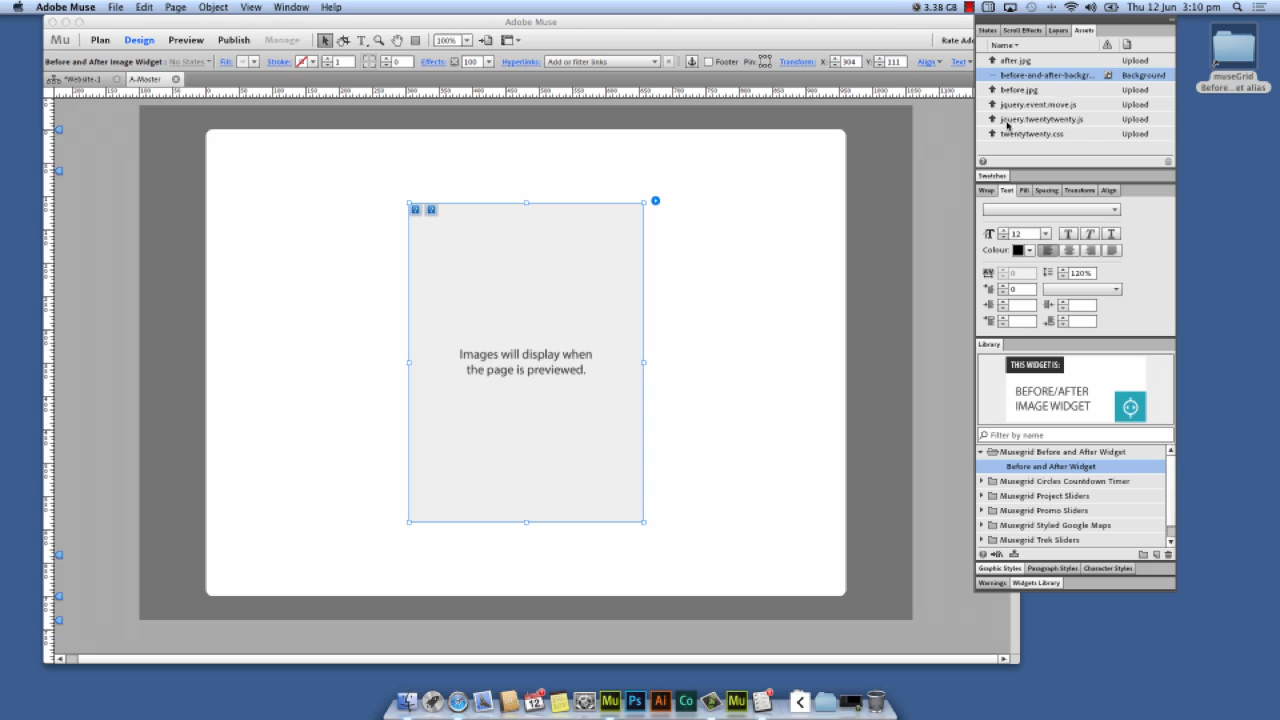 Adobe Muse File Edit Page Object View Window Help 3.38 GB Thu 12 Jun 3:10 pm
Adobe Muse
Mu Plan Design Preview Publish Manage 100% Rate Ado
Before and After Image Widget: No States Fill: Stroke: 1 0 Effects: 100 Hyperlinks: Add or filter links Footer Pin: Transform: X: 304 Y: 111 Align Text
*Website-1 A-Master
States Scroll Effects Layers Assets
Name
after.jpg Upload
before-and-after-backgr... Background
before.jpg Upload
jquery.event.move.js Upload
jquery.twentytwenty.js Upload
twentytwenty.css Upload
museGrid
Before...et alias
Swatches
Wrap Text Fill Spacing Transform Align
12
Colour:
0 120%
0
Images will display when
the page is previewed.
Library
THIS WIDGET IS:
BEFORE/AFTER
IMAGE WIDGET
Filter by name
Musegrid Before and After Widget
Before and After Widget
Musegrid Circles Countdown Timer
Musegrid Project Sliders
Musegrid Promo Sliders
Musegrid Styled Google Maps
Musegrid Trek Sliders
Graphic Styles Paragraph Styles Character Styles
Warnings Widgets Library
12 Mu Ps Ai Co Mu